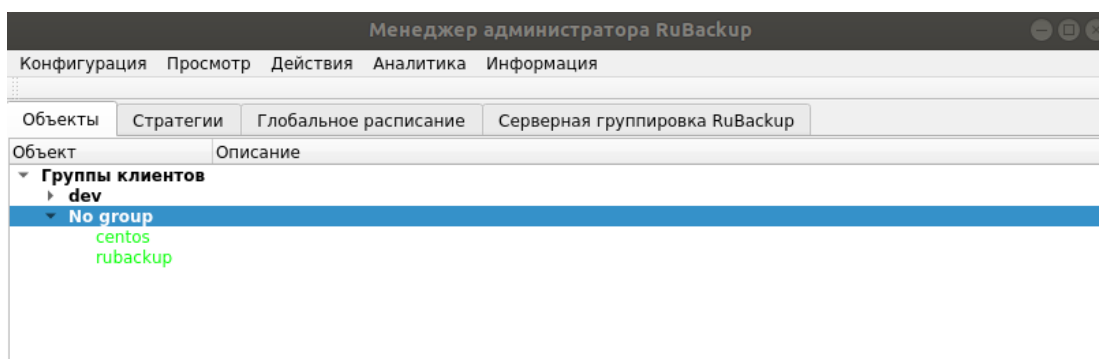 Менеджер администратора RuBackup
Конфигурация Просмотр Действия Аналитика Информация
Объекты Стратегии Глобальное расписание Серверная группировка RuBackup
Объект Описание
Группы клиентов
dev
No group
centos
rubackup